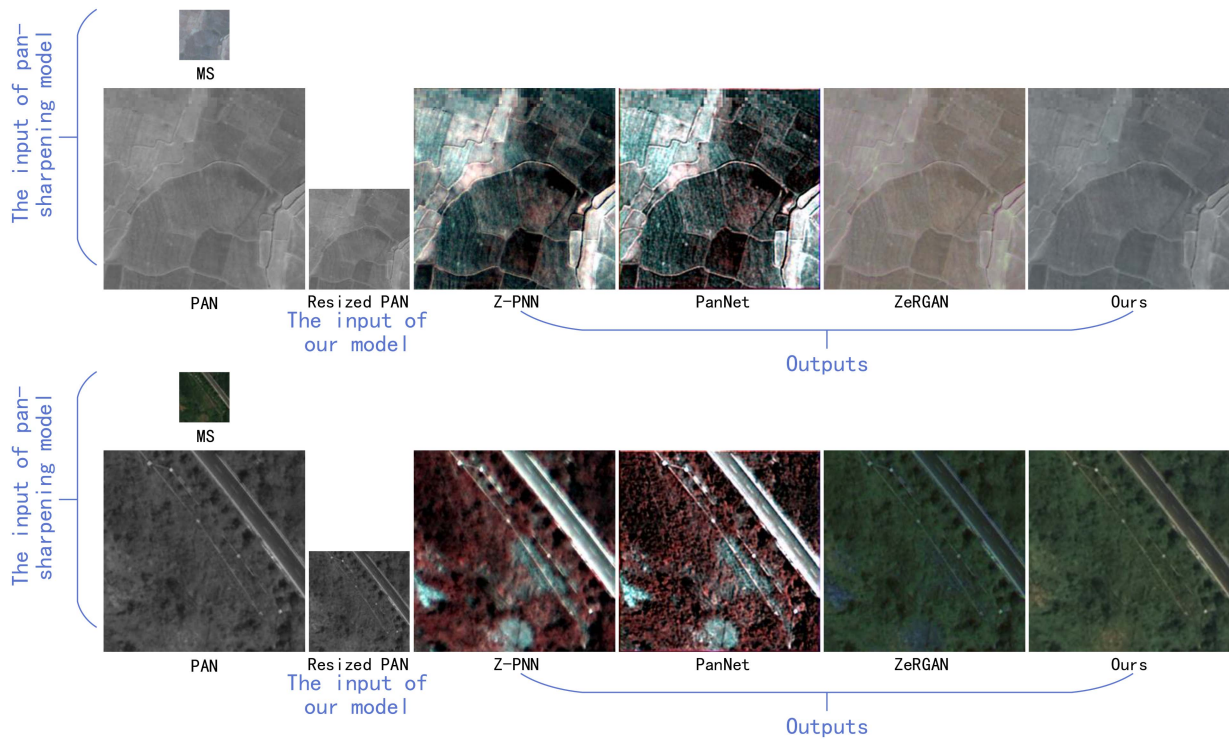 The input of pan-
sharpening model
MS
PAN
Resized PAN
Z-PNN
PanNet
ZeRGAN
Ours
The input of
our model
Outputs
The input of pan-
sharpening model
MS
PAN
Resized PAN
Z-PNN
PanNet
ZeRGAN
Ours
The input of
our model
Outputs